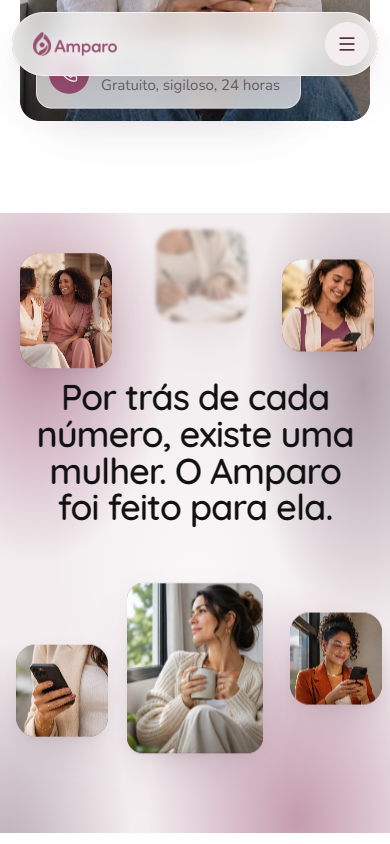 Amparo
Gratuito, sigiloso, 24 horas
Por trás de cada
número, existe uma
mulher. O Amparo
foi feito para ela.